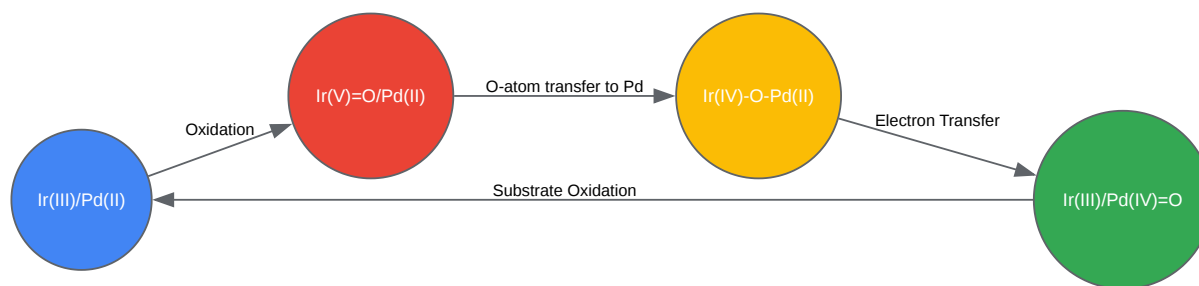 Ir(V)=O/Pd(II)
O-atom transfer to Pd
Ir(IV)-O-Pd(II)
Oxidation
Electron Transfer
Ir(III)/Pd(II)
Substrate Oxidation
Ir(III)/Pd(IV)=O